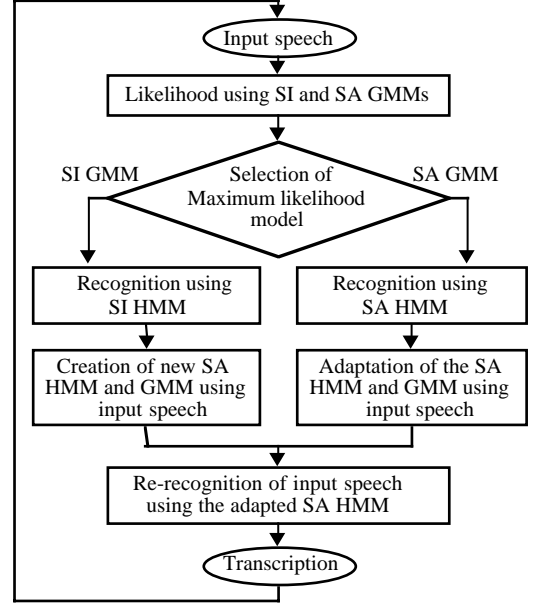 Input speech
Likelihood using SI and SA GMMs
SI GMM
SA GMM
Selection of
Maximum likelihood
model
Recognition using
SI HMM
Recognition using
SA HMM
Creation of new SA
HMM and GMM using
input speech
Adaptation of the SA
HMM and GMM using
input speech
Re-recognition of input speech
using the adapted SA HMM
Transcription